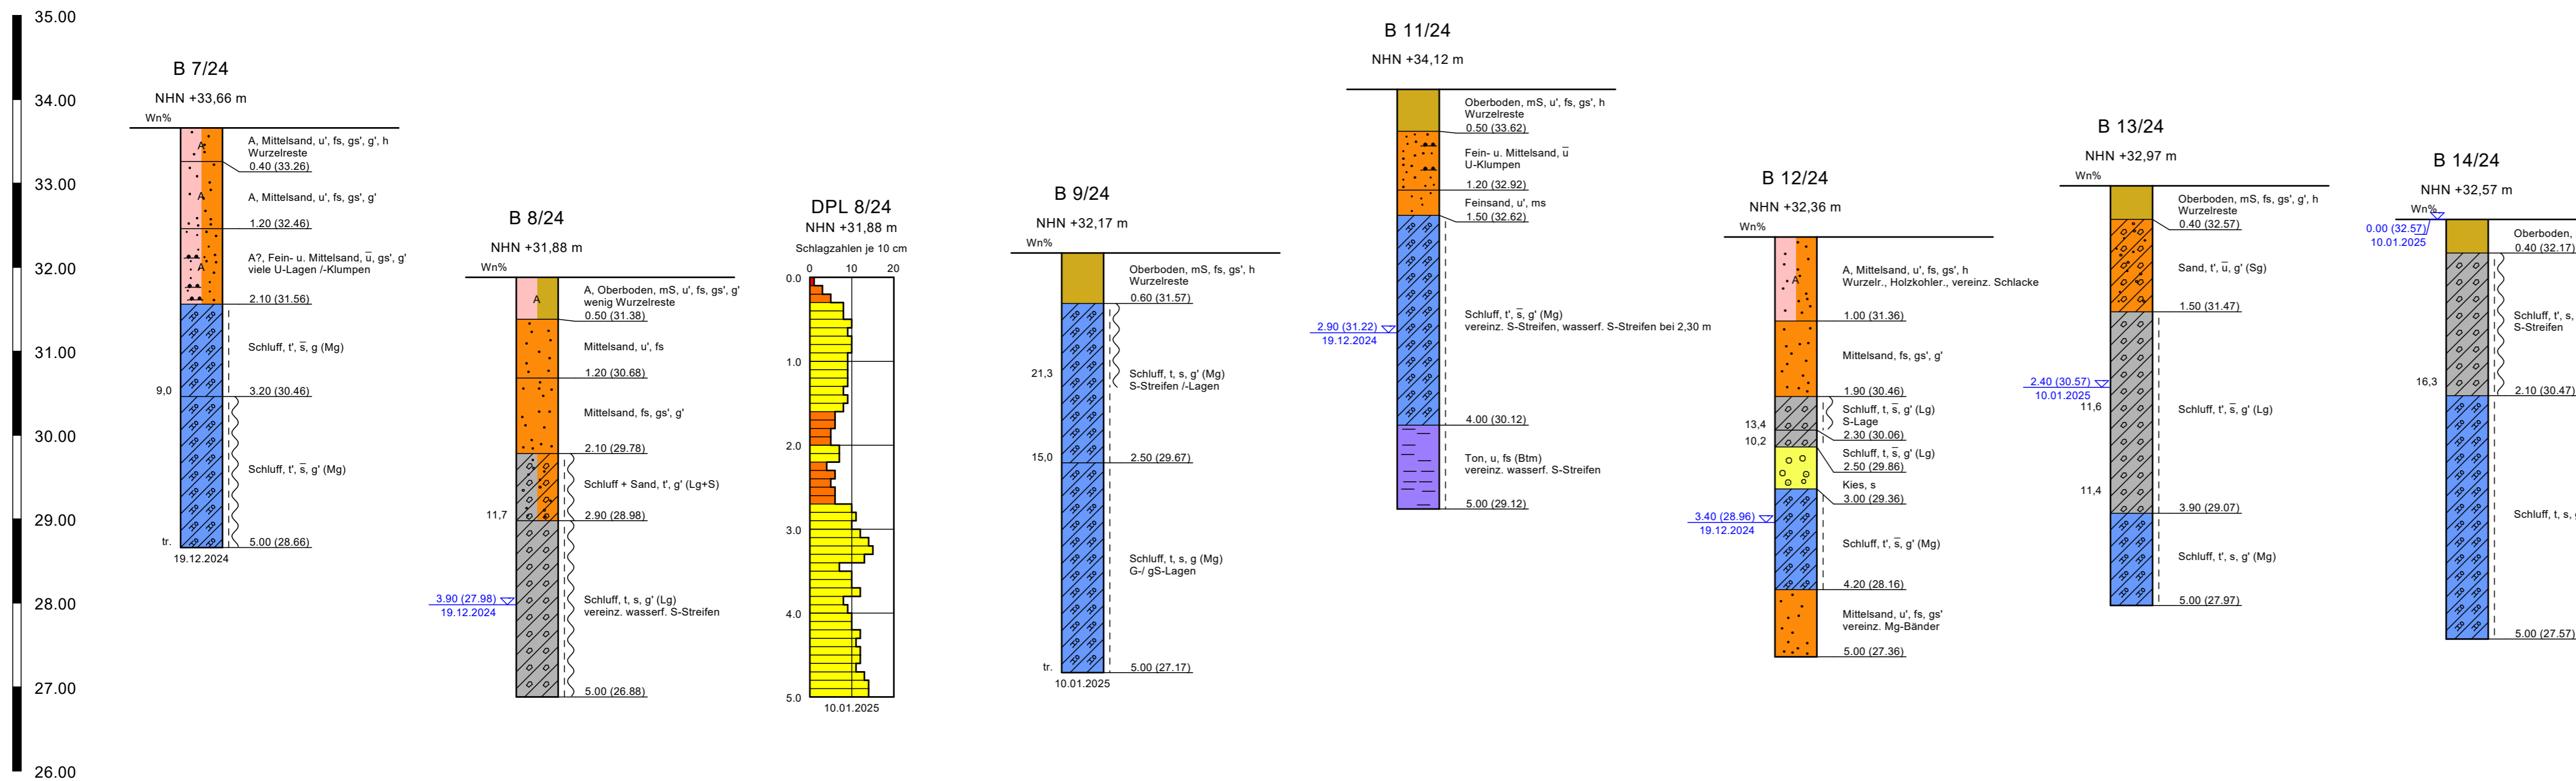 35.00
34.00
33.00
32.00
31.00
30.00
29.00
28.00
27.00
26.00
B 7/24
NHN +33,66 m
Wn%
A
A
A
A, Mittelsand, u', fs, gs', g', h
Wurzelreste
0.40 (33.26)
A, Mittelsand, u', fs, gs', g'
1.20 (32.46)
A?, Fein- u. Mittelsand, u̅, gs', g'
viele U-Lagen /-Klumpen
2.10 (31.56)
Schluff, t', s̅, g (Mg)
9,0
3.20 (30.46)
Schluff, t', s̅, g' (Mg)
tr.
5.00 (28.66)
19.12.2024
B 8/24
NHN +31,88 m
Wn%
A
A, Oberboden, mS, u', fs, gs', g'
wenig Wurzelreste
0.50 (31.38)
Mittelsand, u', fs
1.20 (30.68)
Mittelsand, fs, gs', g'
2.10 (29.78)
Schluff + Sand, t', g' (Lg+S)
11,7
2.90 (28.98)
3.90 (27.98)
19.12.2024
Schluff, t, s, g' (Lg)
vereinz. wasserf. S-Streifen
5.00 (26.88)
DPL 8/24
NHN +31,88 m
Schlagzahlen je 10 cm
0 10 20
0.0
1.0
2.0
3.0
4.0
5.0
10.01.2025
B 9/24
NHN +32,17 m
Wn%
Oberboden, mS, fs, gs', h
Wurzelreste
0.60 (31.57)
21,3
Schluff, t, s, g' (Mg)
S-Streifen /-Lagen
15,0
2.50 (29.67)
Schluff, t, s, g (Mg)
G-/ gS-Lagen
tr.
5.00 (27.17)
10.01.2025
B 11/24
NHN +34,12 m
Oberboden, mS, u', fs, gs', h
Wurzelreste
0.50 (33.62)
Fein- u. Mittelsand, u̅
U-Klumpen
1.20 (32.92)
Feinsand, u', ms
1.50 (32.62)
2.90 (31.22)
19.12.2024
Schluff, t', s̅, g' (Mg)
vereinz. S-Streifen, wasserf. S-Streifen bei 2,30 m
4.00 (30.12)
Ton, u, fs (Btm)
vereinz. wasserf. S-Streifen
5.00 (29.12)
B 12/24
NHN +32,36 m
Wn%
A
A, Mittelsand, u', fs, gs', h
Wurzelr., Holzkohler., vereinz. Schlacke
1.00 (31.36)
Mittelsand, fs, gs', g'
1.90 (30.46)
Schluff, t, s̅, g' (Lg)
S-Lage
13,4
2.30 (30.06)
10,2
Schluff, t, s̅, g' (Lg)
2.50 (29.86)
Kies, s
3.00 (29.36)
3.40 (28.96)
19.12.2024
Schluff, t', s̅, g' (Mg)
4.20 (28.16)
Mittelsand, u', fs, gs'
vereinz. Mg-Bänder
5.00 (27.36)
B 13/24
NHN +32,97 m
Wn%
Oberboden, mS, fs, gs', g', h
Wurzelreste
0.40 (32.57)
Sand, t', u̅, g' (Sg)
1.50 (31.47)
2.40 (30.57)
10.01.2025
11,6
Schluff, t', s̅, g' (Lg)
11,4
3.90 (29.07)
Schluff, t', s, g' (Mg)
5.00 (27.97)
B 14/24
NHN +32,57 m
Wn%
0.00 (32.57)
10.01.2025
Oberboden,
0.40 (32.17)
Schluff, t', s,
S-Streifen
16,3
2.10 (30.47)
Schluff, t, s,
5.00 (27.57)